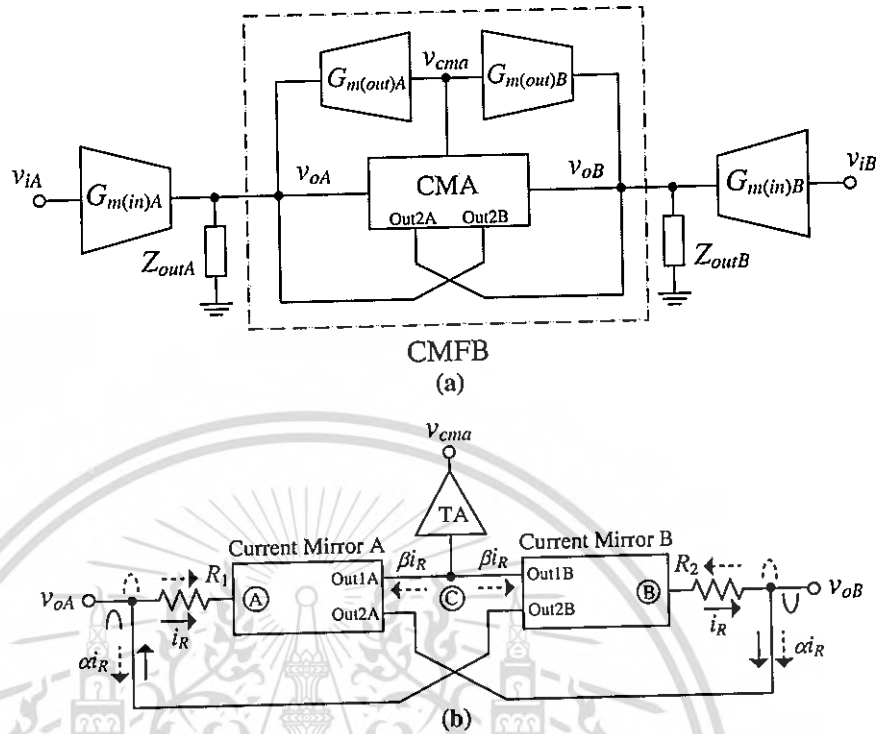 v_cma
G_m(out)A
G_m(out)B
v_iA
G_m(in)A
v_oA
CMA
v_oB
G_m(in)B
v_iB
Out2A Out2B
Z_outA
Z_outB
CMFB
(a)
v_cma
TA
Current Mirror A
Current Mirror B
R_1
A
Out1A
βi_R
βi_R
Out1B
R_2
v_oA
Out2A
C
Out2B
B
v_oB
i_R
i_R
αi_R
αi_R
(b)